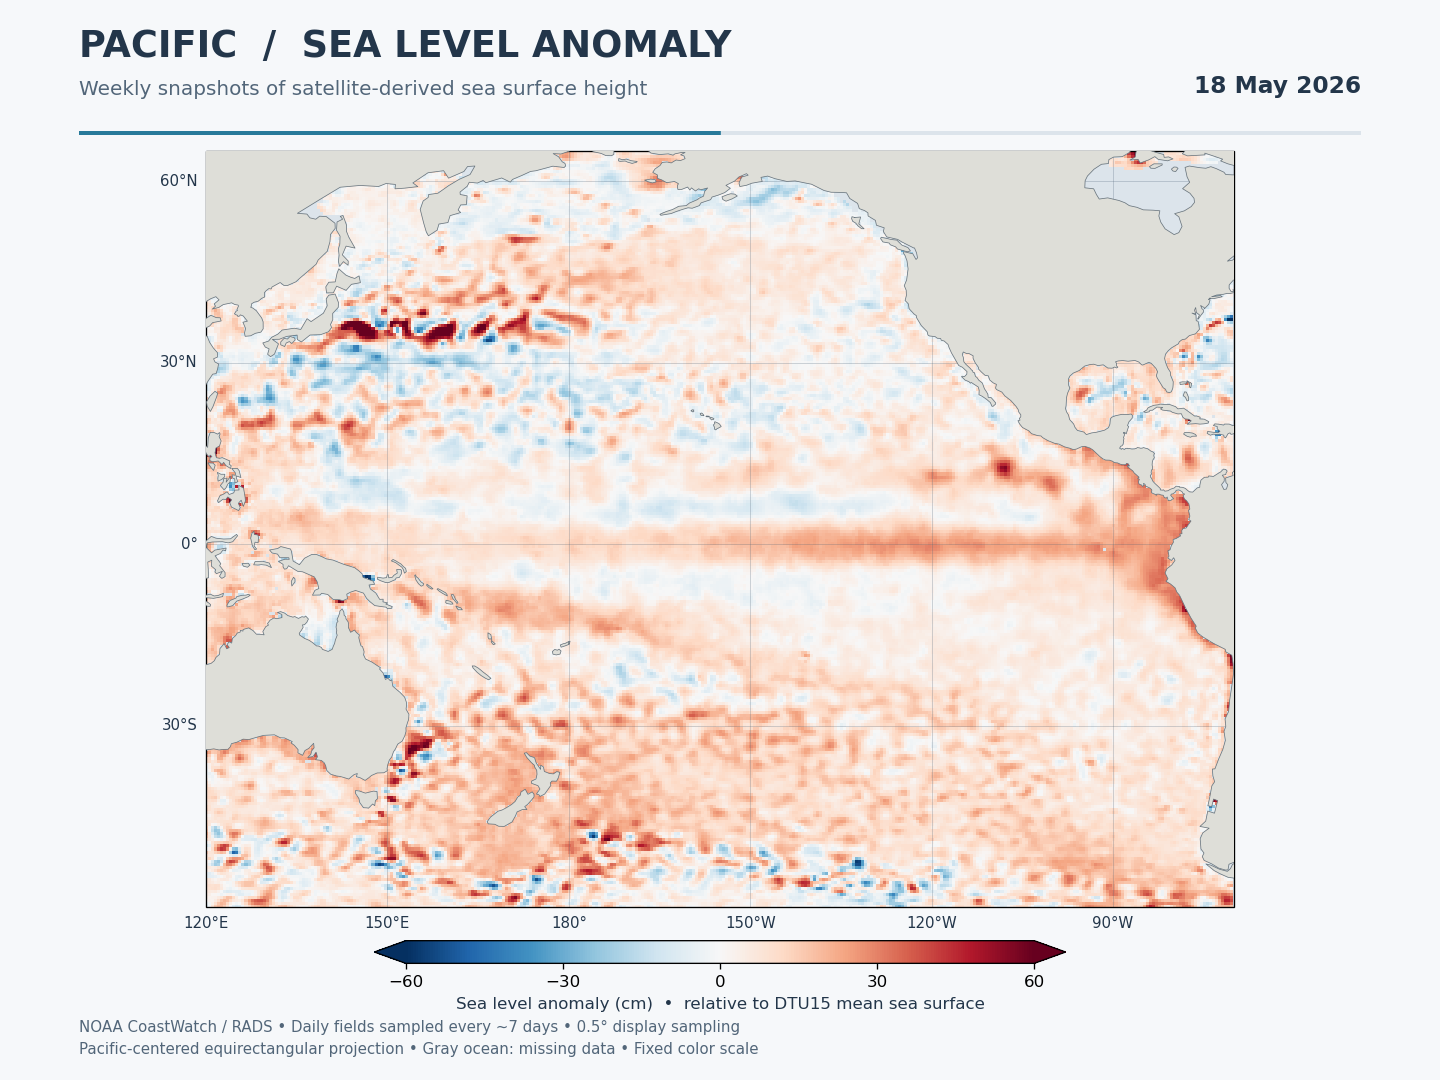 PACIFIC / SEA LEVEL ANOMALY
Weekly snapshots of satellite-derived sea surface height
18 May 2026
60°N
30°N
0°
30°S
120°E 150°E 180° 150°W 120°W 90°W
−60 −30 0 30 60
Sea level anomaly (cm) • relative to DTU15 mean sea surface
NOAA CoastWatch / RADS • Daily fields sampled every ~7 days • 0.5° display sampling
Pacific-centered equirectangular projection • Gray ocean: missing data • Fixed color scale